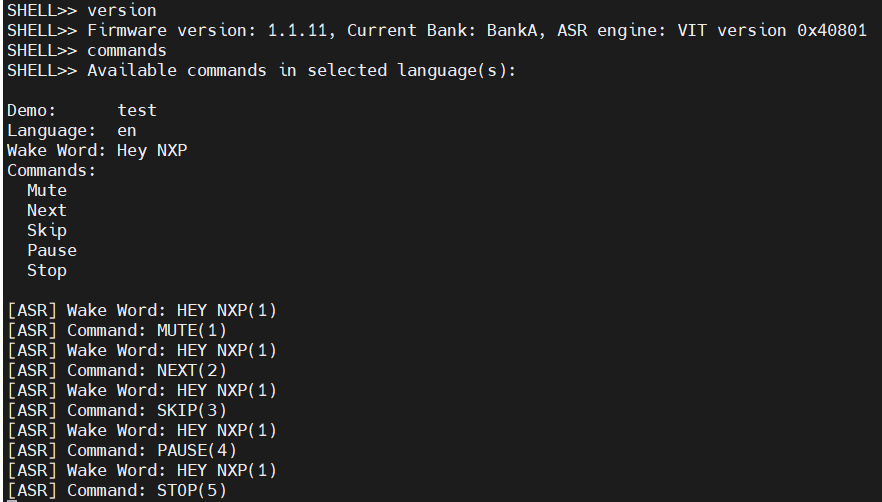 SHELL>> version
SHELL>> Firmware version: 1.1.11, Current Bank: BankA, ASR engine: VIT version 0x40801
SHELL>> commands
SHELL>> Available commands in selected language(s):
Demo:      test
Language:  en
Wake Word: Hey NXP
Commands:
  Mute
  Next
  Skip
  Pause
  Stop
[ASR] Wake Word: HEY NXP(1)
[ASR] Command: MUTE(1)
[ASR] Wake Word: HEY NXP(1)
[ASR] Command: NEXT(2)
[ASR] Wake Word: HEY NXP(1)
[ASR] Command: SKIP(3)
[ASR] Wake Word: HEY NXP(1)
[ASR] Command: PAUSE(4)
[ASR] Wake Word: HEY NXP(1)
[ASR] Command: STOP(5)